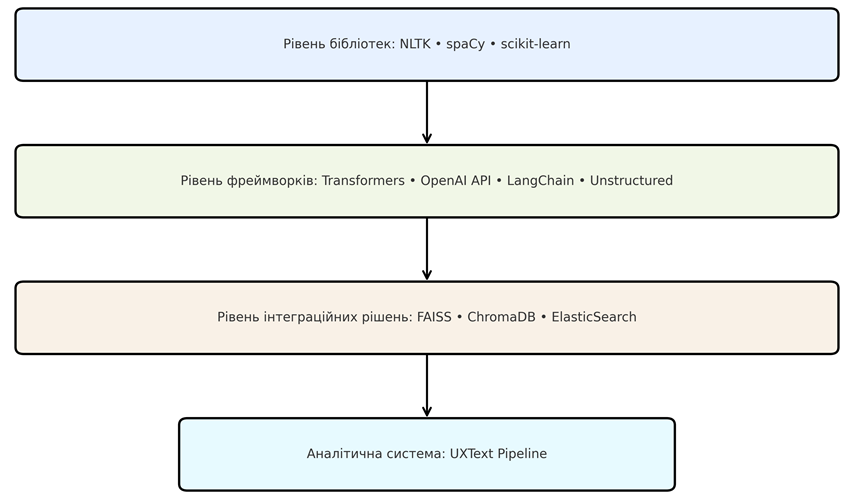 Рівень бібліотек: NLTK • spaCy • scikit-learn
Рівень фреймворків: Transformers • OpenAI API • LangChain • Unstructured
Рівень інтеграційних рішень: FAISS • ChromaDB • ElasticSearch
Аналітична система: UXText Pipeline